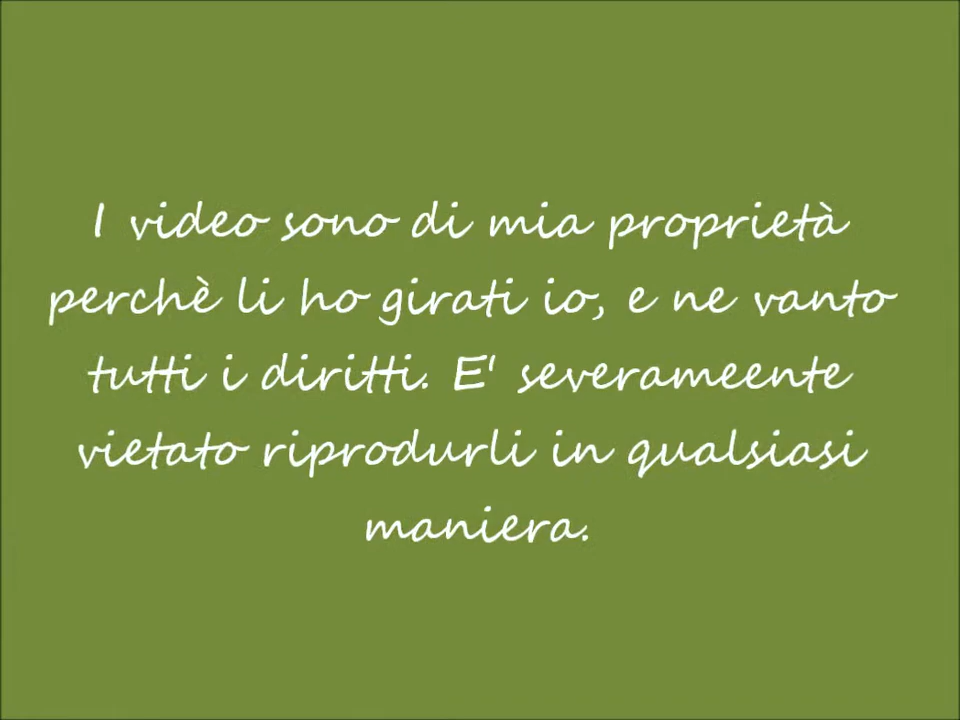 I video sono di mia proprietà
perchè li ho girati io, e ne vanto
tutti i diritti. E' severameente
vietato riprodurli in qualsiasi
maniera.